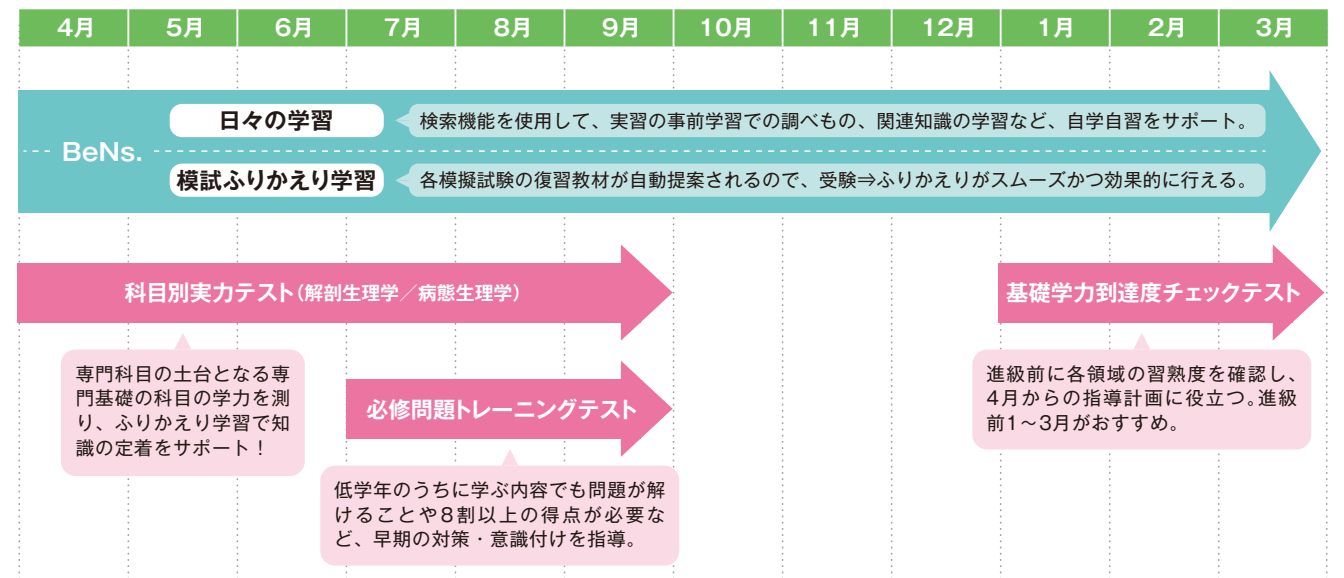 4月 5月 6月 7月 8月 9月 10月 11月 12月 1月 2月 3月
BeNs.
日々の学習
検索機能を使用して、実習の事前学習での調べもの、関連知識の学習など、自学自習をサポート。
模試ふりかえり学習
各模擬試験の復習教材が自動提案されるので、受験⇒ふりかえりがスムーズかつ効果的に行える。
科目別実力テスト(解剖生理学／病態生理学)
専門科目の土台となる専
門基礎の科目の学力を測
り、ふりかえり学習で知
識の定着をサポート！
必修問題トレーニングテスト
低学年のうちに学ぶ内容でも問題が解
けることや8割以上の得点が必要な
ど、早期の対策・意識付けを指導。
基礎学力到達度チェックテスト
進級前に各領域の習熟度を確認し、
4月からの指導計画に役立つ。進級
前1～3月がおすすめ。